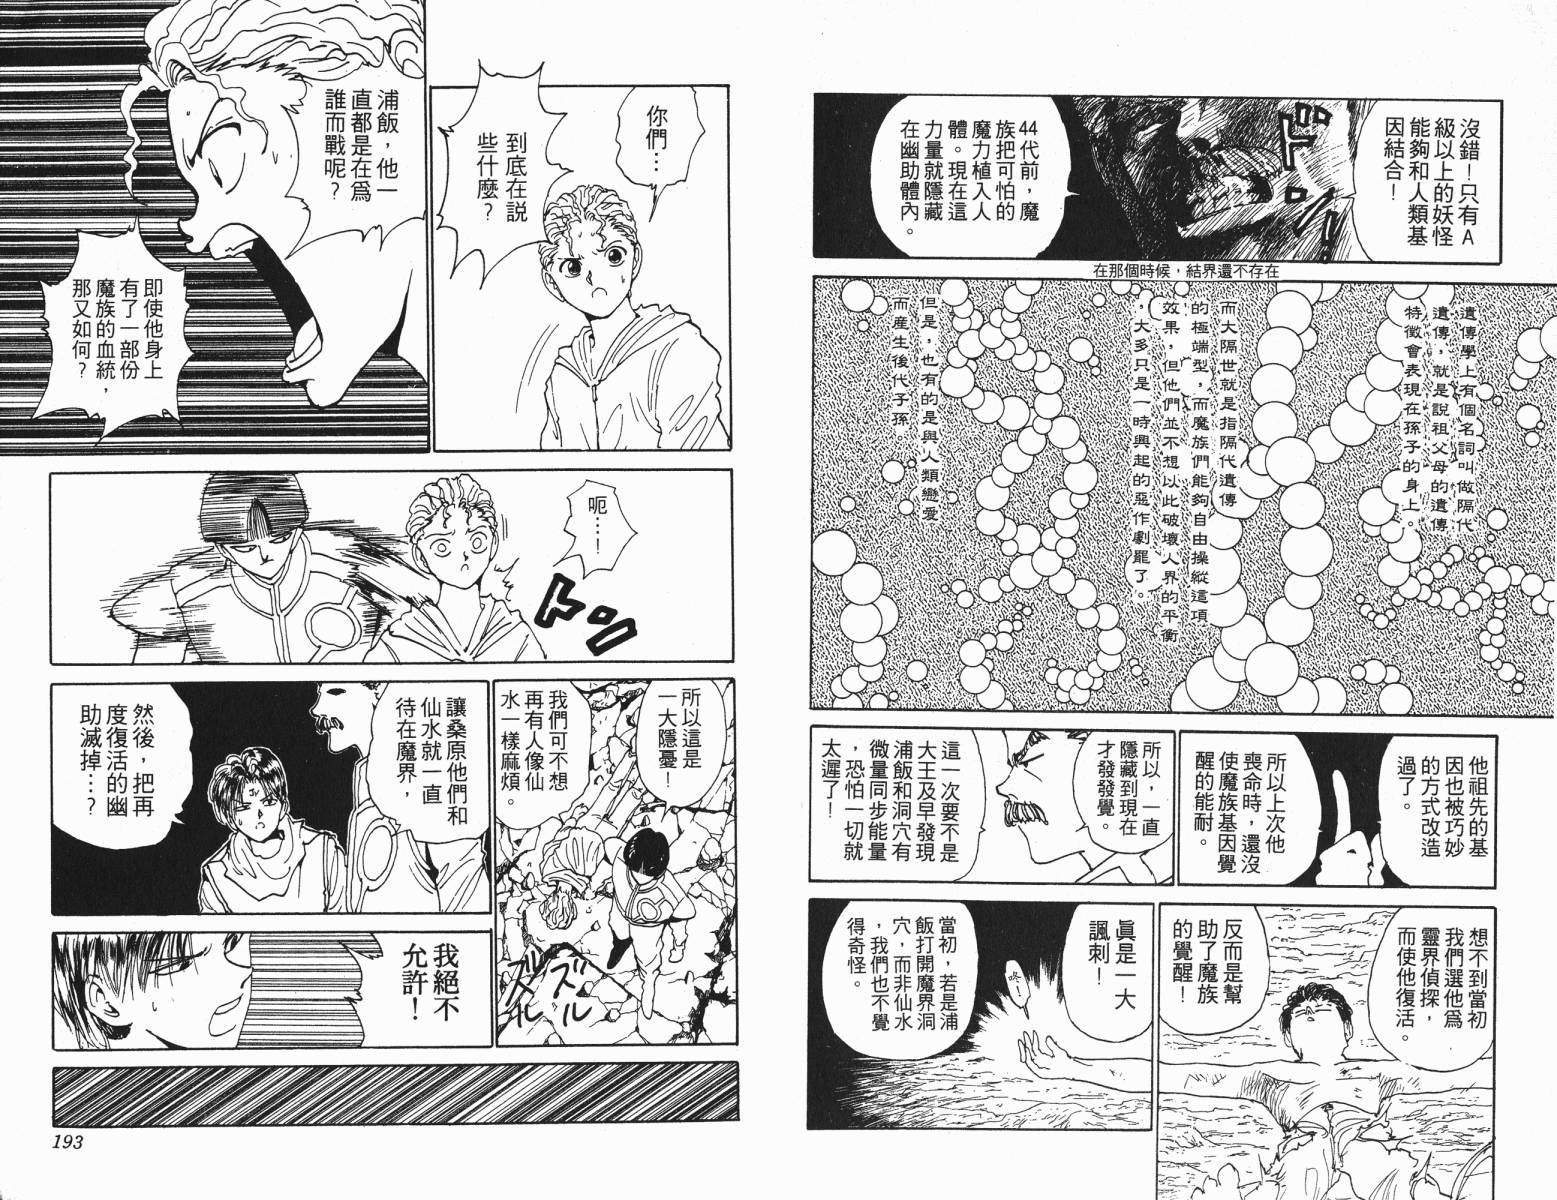 沒錯！只有A
級以上的妖怪
能夠和人類基
因結合！
44代前，魔
族把可怕的
魔力植入人
體。現在這
力量就隱藏
在幽助體內。
在那個時候，結界還不存在
遺傳學上有個名詞叫做隔代
遺傳，就是說祖父母的遺傳
特徵會表現在孫子的身上。
而大隔世就是指隔代遺傳
的極端型，而魔族們能夠自由操縱這項
效果，但他們並不想以此破壞人界的平衡
，大多只是一時興起的惡作劇罷了。
但是，也有的是與人類戀愛
而產生後代子孫。
他祖先的基
因也被巧妙
的方式改造
過了。
所以上次他
喪命時，還沒
使魔族基因覺
醒的能耐。
所以，一直
隱藏到現在
才發發覺。
這一次要不是
大王及早發現
浦飯和洞穴有
微量同步能量
，恐怕一切就
太遲了！
想不到當初
我們選他爲
靈界偵探，
而使他復活。
反而是幫
助了魔族
的覺醒！
眞是一大
諷刺！
當初，若是浦
飯打開魔界洞
穴，而非仙水
，我們也不覺
得奇怪。
你們…
到底在說
些什麼？
浦飯，他一
直都是在爲
誰而戰呢？
即使他身上
有了一部份
魔族的血統，
那又如何？
呃…！
トン
所以這是
一大隱憂！
我們可不想
再有人像仙
水一樣麻煩。
ズル
ズル
讓桑原他們和
仙水就一直
待在魔界，
然後，把再
度復活的幽
助滅掉…？
我絕不
允許！
193